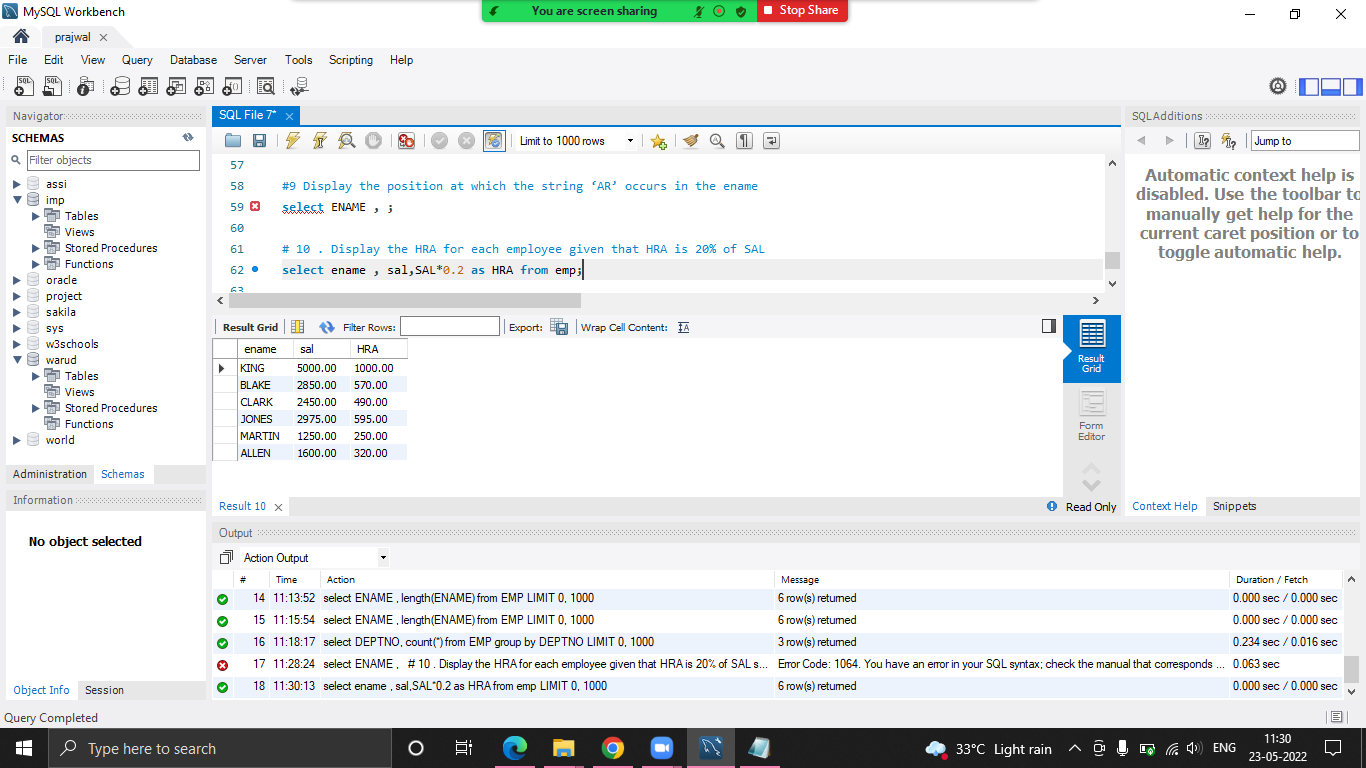 MySQL Workbench
You are screen sharing
Stop Share
prajwal
File Edit View Query Database Server Tools Scripting Help
Navigator
SCHEMAS
Filter objects
assi
imp
Tables
Views
Stored Procedures
Functions
oracle
project
sakila
sys
w3schools
warud
Tables
Views
Stored Procedures
Functions
world
Administration Schemas
Information
No object selected
Object Info Session
SQL File 7*
Limit to 1000 rows
57
58 #9 Display the position at which the string ‘AR’ occurs in the ename
59 select ENAME , ;
60
61 # 10 . Display the HRA for each employee given that HRA is 20% of SAL
62 select ename , sal,SAL*0.2 as HRA from emp;
63
Result Grid Filter Rows: Export: Wrap Cell Content:
ename sal HRA
KING 5000.00 1000.00
BLAKE 2850.00 570.00
CLARK 2450.00 490.00
JONES 2975.00 595.00
MARTIN 1250.00 250.00
ALLEN 1600.00 320.00
Result Grid
Form Editor
Result 10
Read Only
SQLAdditions
Jump to
Automatic context help is
disabled. Use the toolbar to
manually get help for the
current caret position or to
toggle automatic help.
Context Help Snippets
Output
Action Output
# Time Action Message Duration / Fetch
14 11:13:52 select ENAME , length(ENAME) from EMP LIMIT 0, 1000 6 row(s) returned 0.000 sec / 0.000 sec
15 11:15:54 select ENAME , length(ENAME) from EMP LIMIT 0, 1000 6 row(s) returned 0.000 sec / 0.000 sec
16 11:18:17 select DEPTNO, count(*) from EMP group by DEPTNO LIMIT 0, 1000 3 row(s) returned 0.234 sec / 0.016 sec
17 11:28:24 select ENAME , # 10 . Display the HRA for each employee given that HRA is 20% of SAL s... Error Code: 1064. You have an error in your SQL syntax; check the manual that corresponds ... 0.063 sec
18 11:30:13 select ename , sal,SAL*0.2 as HRA from emp LIMIT 0, 1000 6 row(s) returned 0.000 sec / 0.000 sec
Query Completed
Type here to search
33°C Light rain
ENG
11:30
23-05-2022